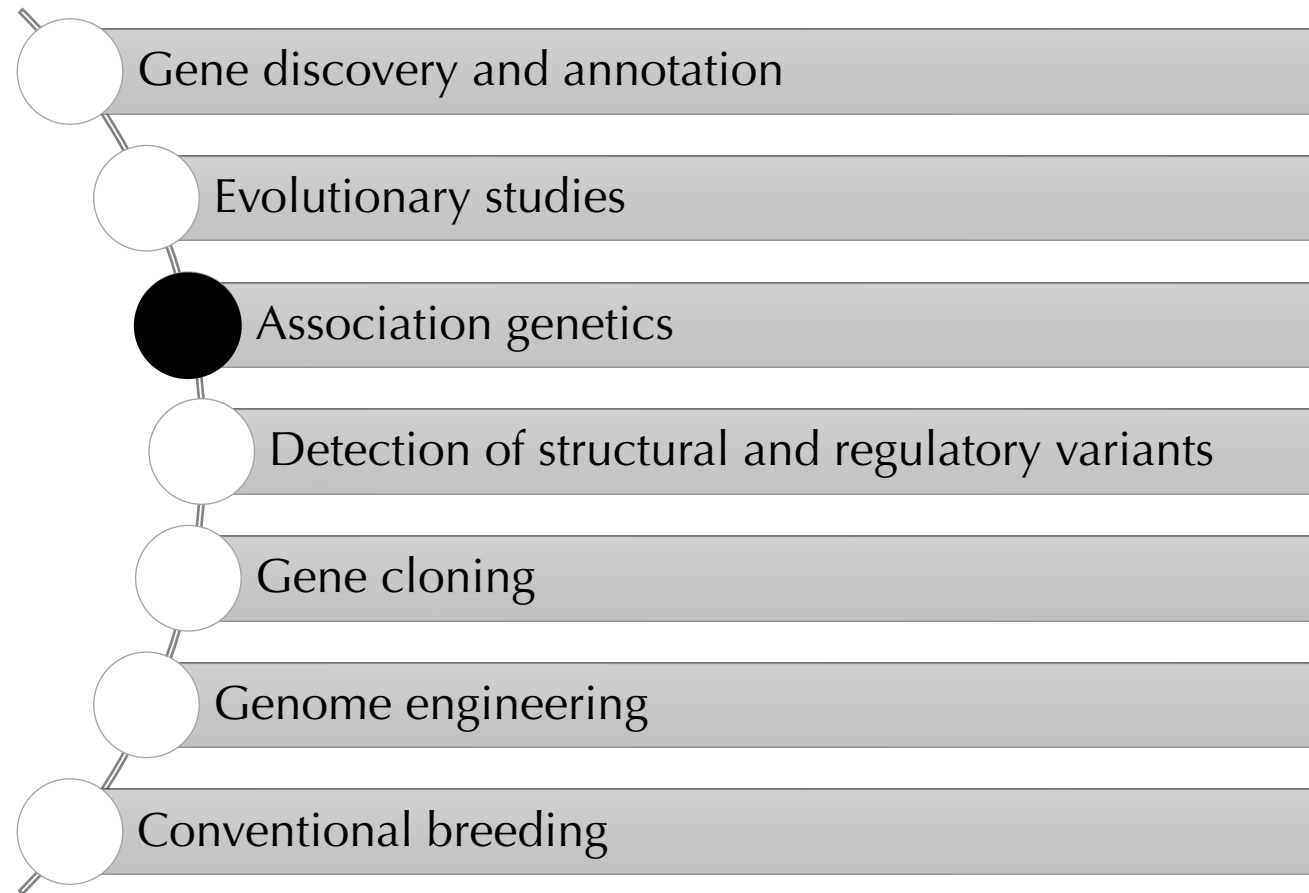 Gene discovery and annotation
Evolutionary studies
Association genetics
Detection of structural and regulatory variants
Gene cloning
Genome engineering
Conventional breeding